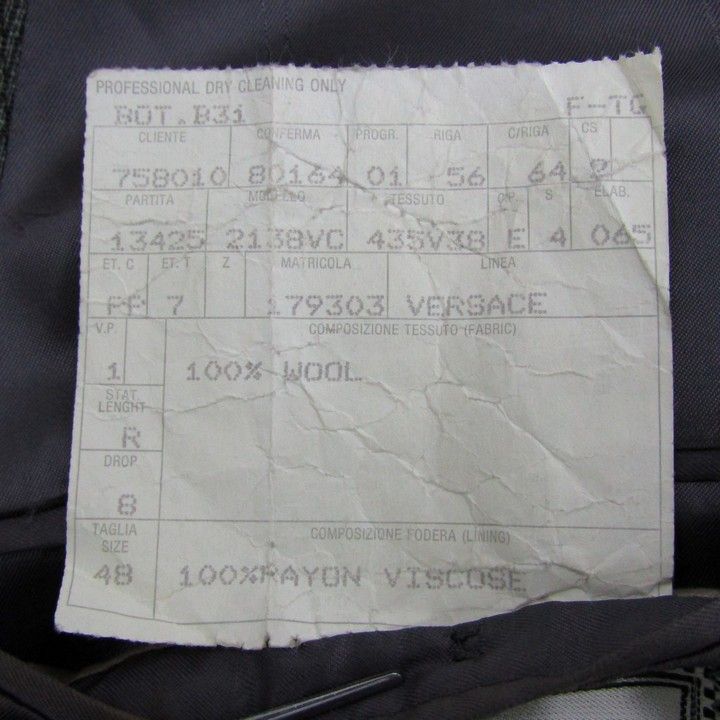 PROFESSIONAL DRY CLEANING ONLY
BOT.B31 F-TG
CLIENTE CONFERMA PROGR. RIGA C/RIGA CS
758010 80164 01 56 64 2
PARTITA MODELLO TESSUTO C.P. S ELAB.
13425 2138VC 435V38 E 4 065
ET. C ET. T Z MATRICOLA LINEA
7 179303 VERSACE
V.P. COMPOSIZIONE TESSUTO (FABRIC)
1 100% WOOL
STAT.
LENGHT
R
DROP
8
TAGLIA COMPOSIZIONE FODERA (LINING)
SIZE
48 100%RAYON VISCOSE